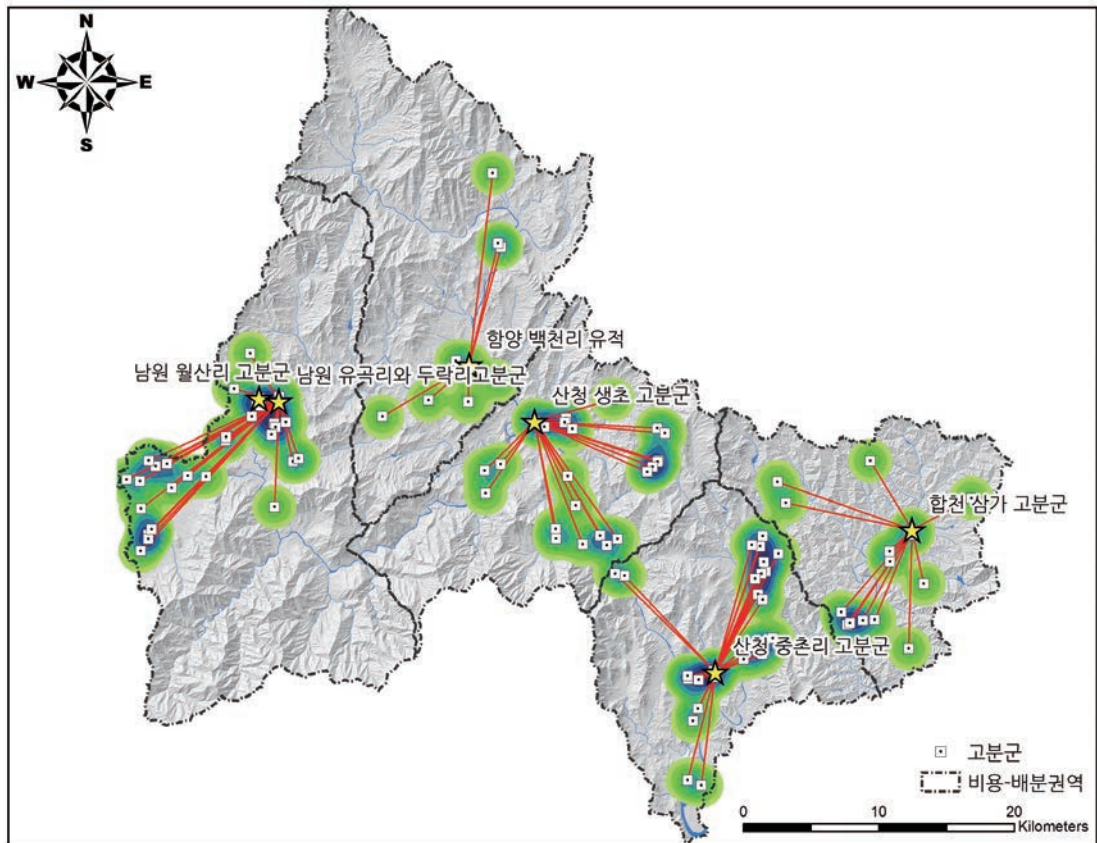 N
W E
S
함양 백천리 유적
남원 월산리 고분군
남원 유곡리와 두락리고분군
산청 생초 고분군
합천 삼가 고분군
산청 중촌리 고분군
고분군
비용-배분권역
0 10 20
Kilometers